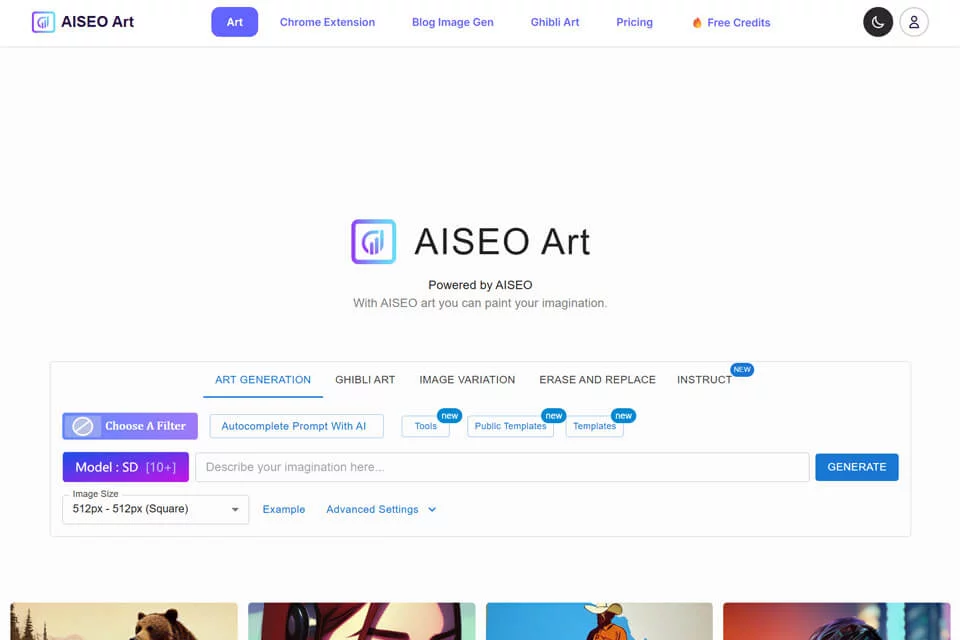 AISEO Art
Art
Chrome Extension
Blog Image Gen
Ghibli Art
Pricing
Free Credits
AISEO Art
Powered by AISEO
With AISEO art you can paint your imagination.
ART GENERATION
GHIBLI ART
IMAGE VARIATION
ERASE AND REPLACE
INSTRUCT
NEW
Choose A Filter
Autocomplete Prompt With AI
Tools
new
Public Templates
new
Templates
new
Model : SD [10+]
Describe your imagination here...
GENERATE
Image Size
512px - 512px (Square)
Example
Advanced Settings